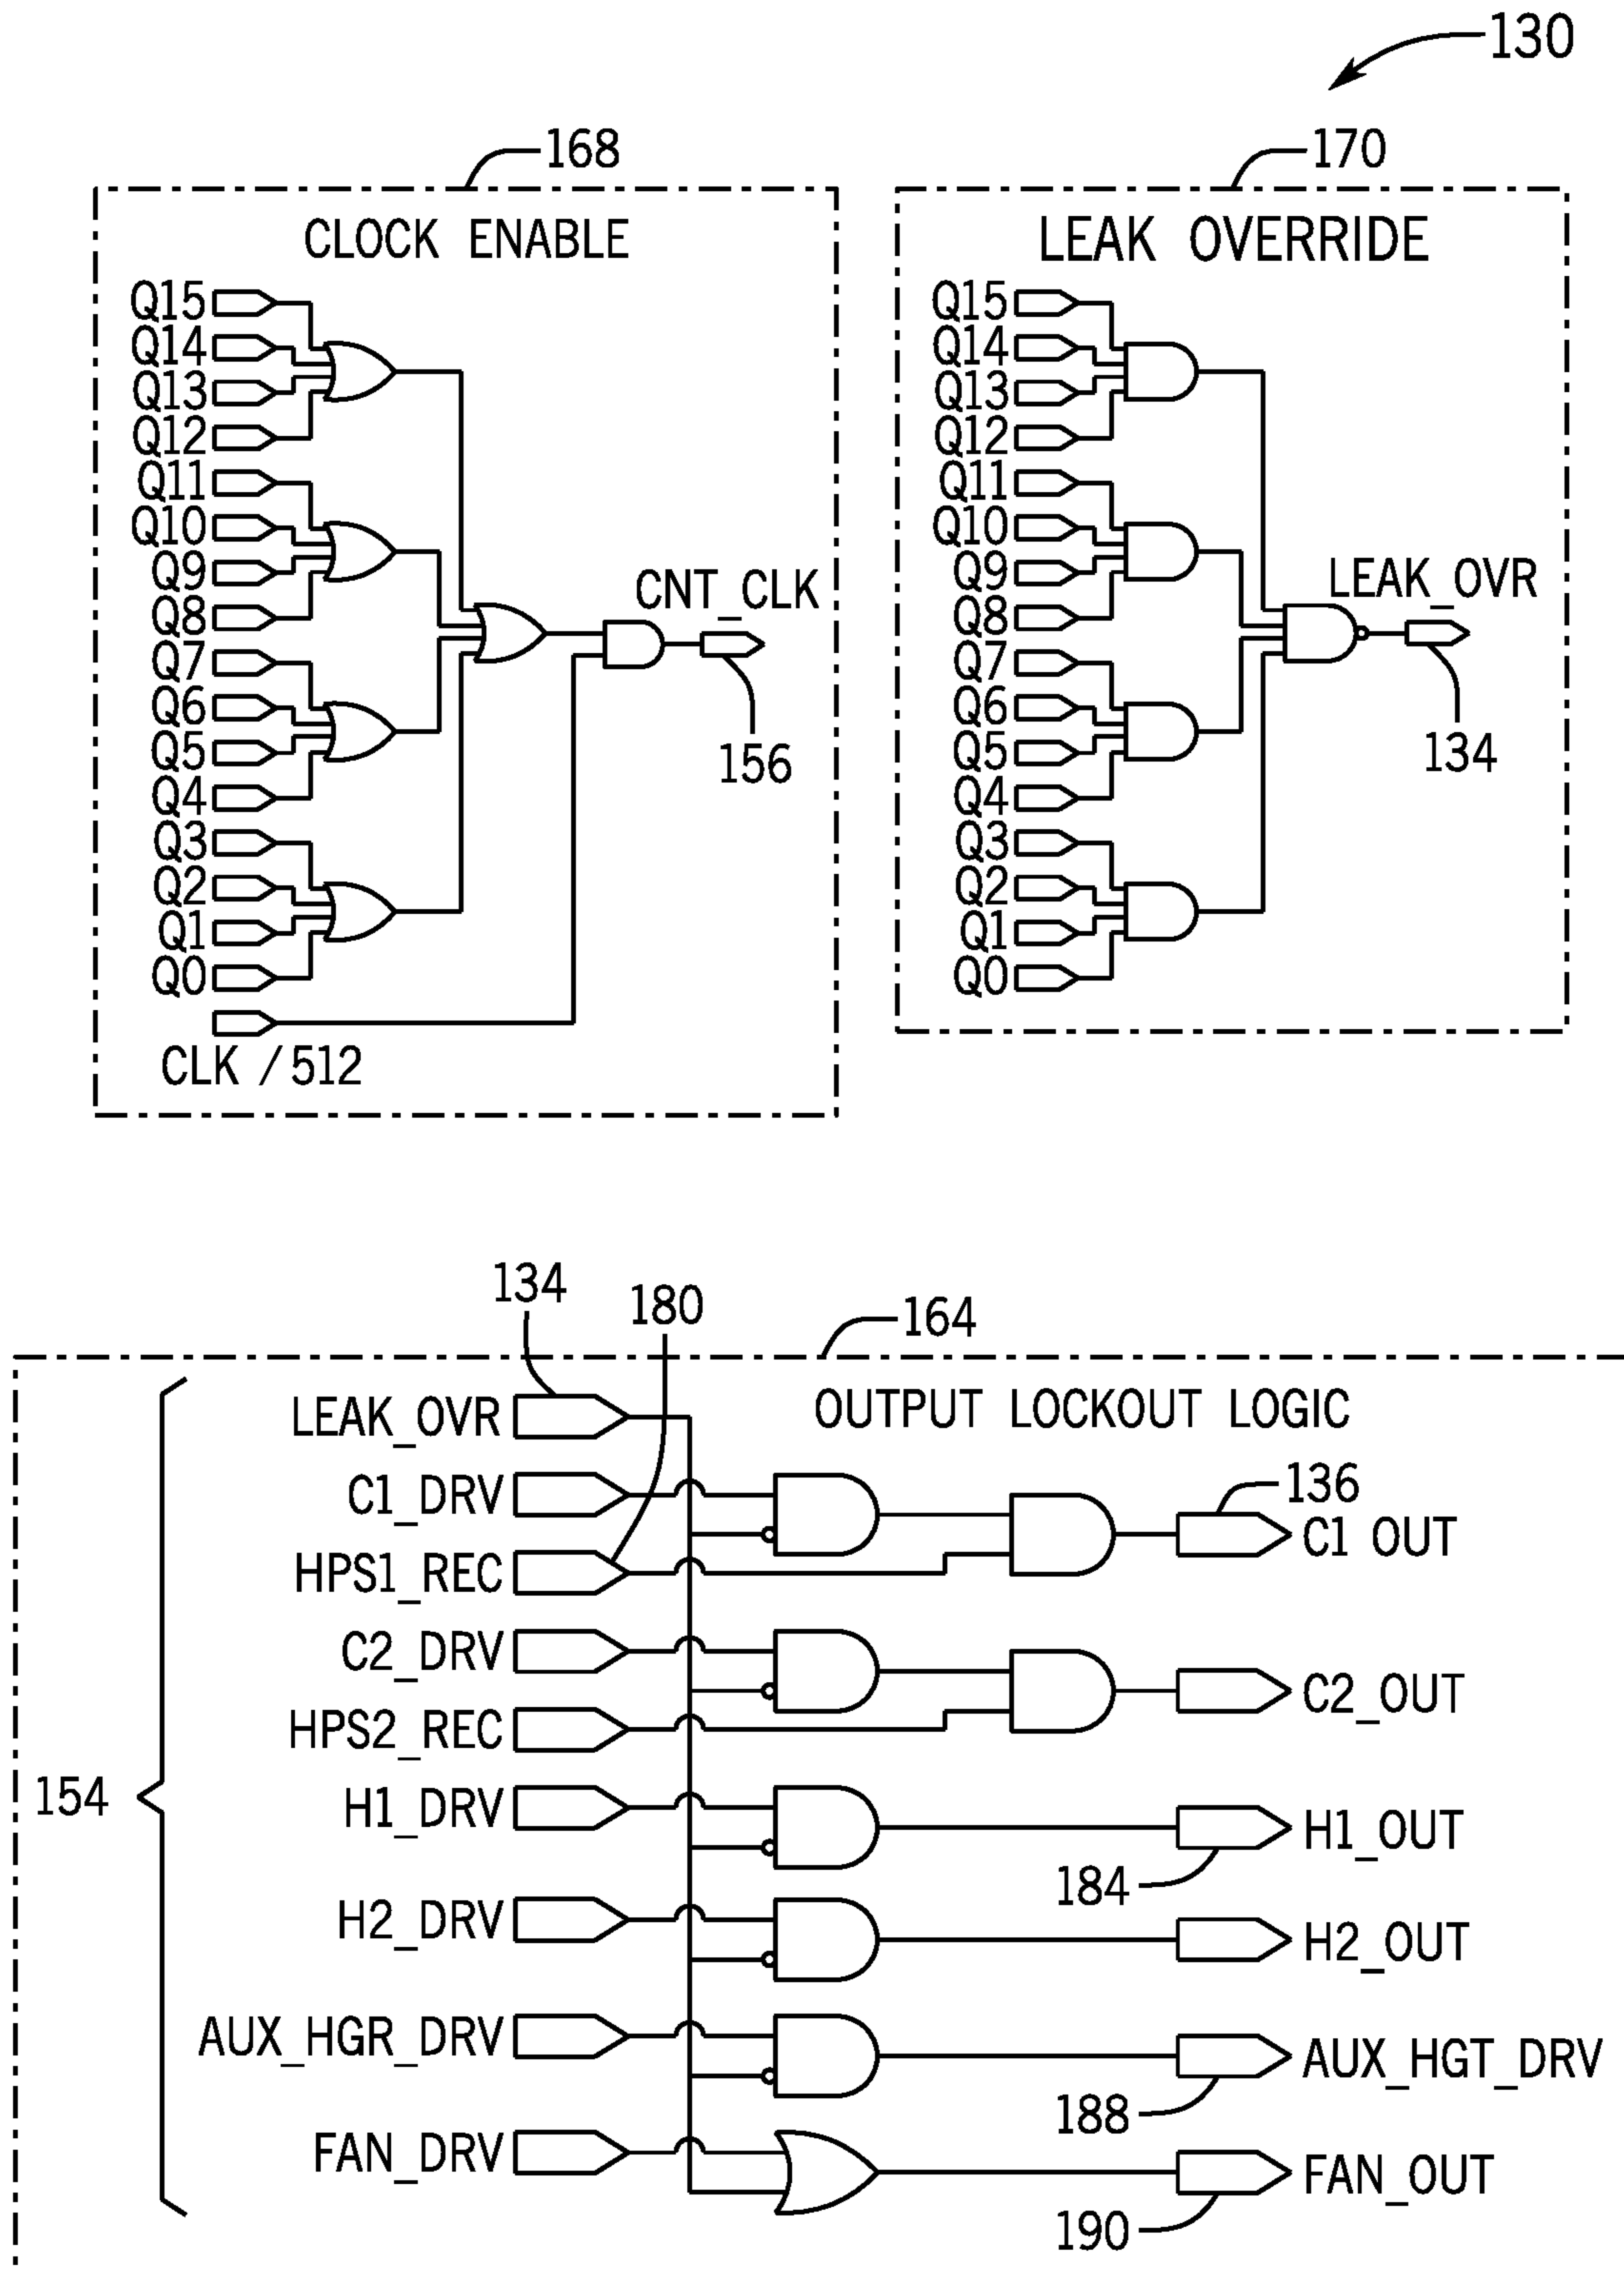 130
168
CLOCK ENABLE
Q15
Q14
Q13
Q12
Q11
Q10
Q9
Q8
Q7
Q6
Q5
Q4
Q3
Q2
Q1
Q0
CLK / 512
CNT_CLK
156
170
LEAK OVERRIDE
Q15
Q14
Q13
Q12
Q11
Q10
Q9
Q8
Q7
Q6
Q5
Q4
Q3
Q2
Q1
Q0
LEAK_OVR
134
134
180
164
OUTPUT LOCKOUT LOGIC
154
LEAK_OVR
C1_DRV
HPS1_REC
C2_DRV
HPS2_REC
H1_DRV
H2_DRV
AUX_HGR_DRV
FAN_DRV
136
C1 OUT
C2_OUT
H1_OUT
184
H2_OUT
AUX_HGT_DRV
188
FAN_OUT
190